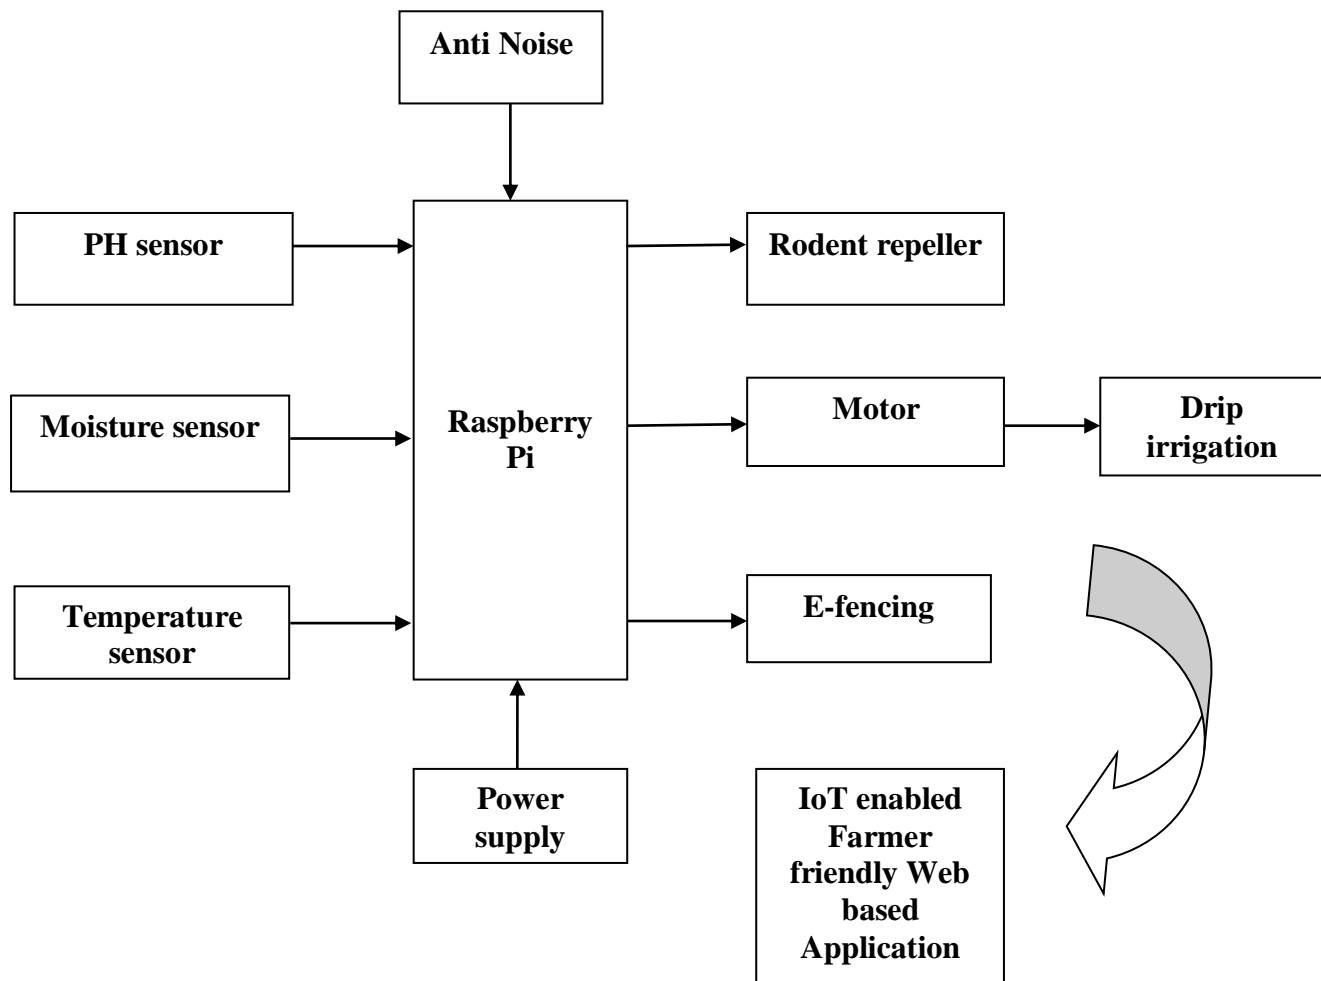 Anti Noise
PH sensor
Rodent repeller
Moisture sensor
Raspberry
Pi
Motor
Drip
irrigation
Temperature
sensor
E-fencing
Power
supply
IoT enabled
Farmer
friendly Web
based
Application